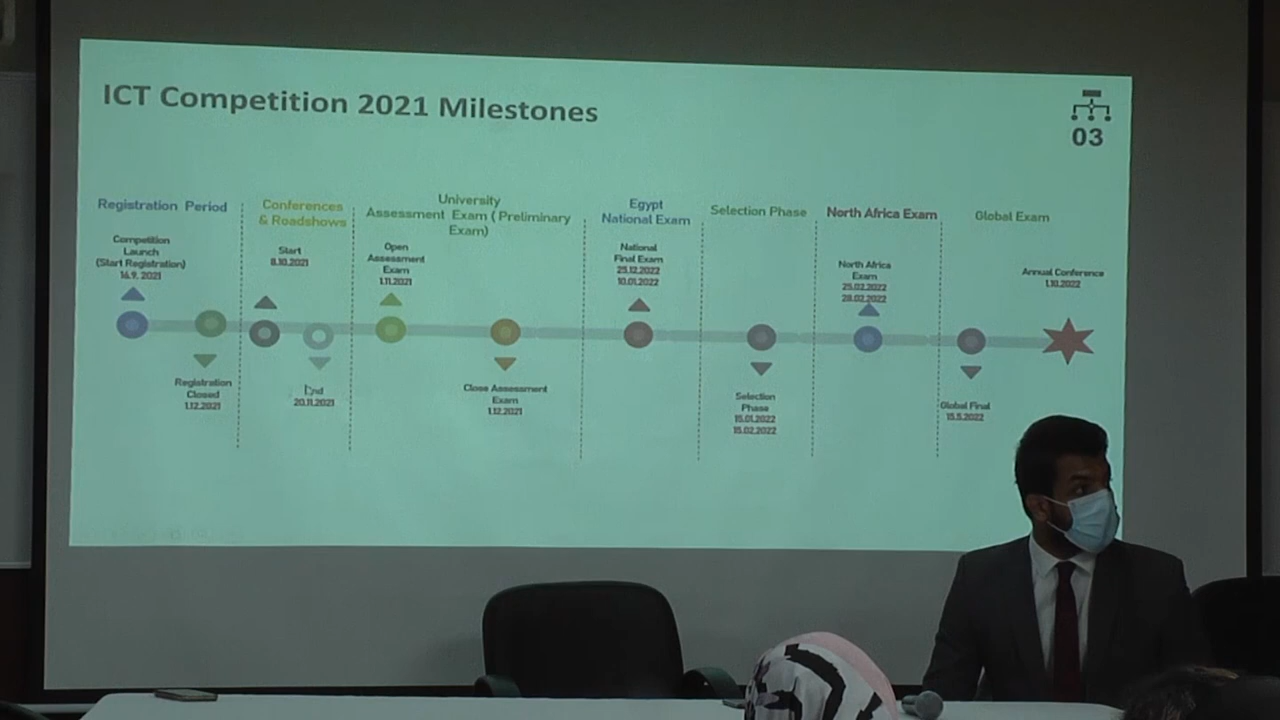 ICT Competition 2021 Milestones
03
Registration Period
Competition
Launch
(Start Registration)
16.9. 2021
Registration
Closed
1.12.2021
Conferences
& Roadshows
Start
8.10.2021
End
20.11.2021
University
Assessment Exam ( Preliminary
Exam)
Open
Assessment
Exam
1.11.2021
Close Assessment
Exam
1.12.2021
Egypt
National Exam
National
Final Exam
25.12.2022
10.01.2022
Selection Phase
Selection
Phase
15.01.2022
15.02.2022
North Africa Exam
North Africa
Exam
25.02.2022
28.02.2022
Global Exam
Global Final
15.5.2022
Annual Conference
1.10.2022